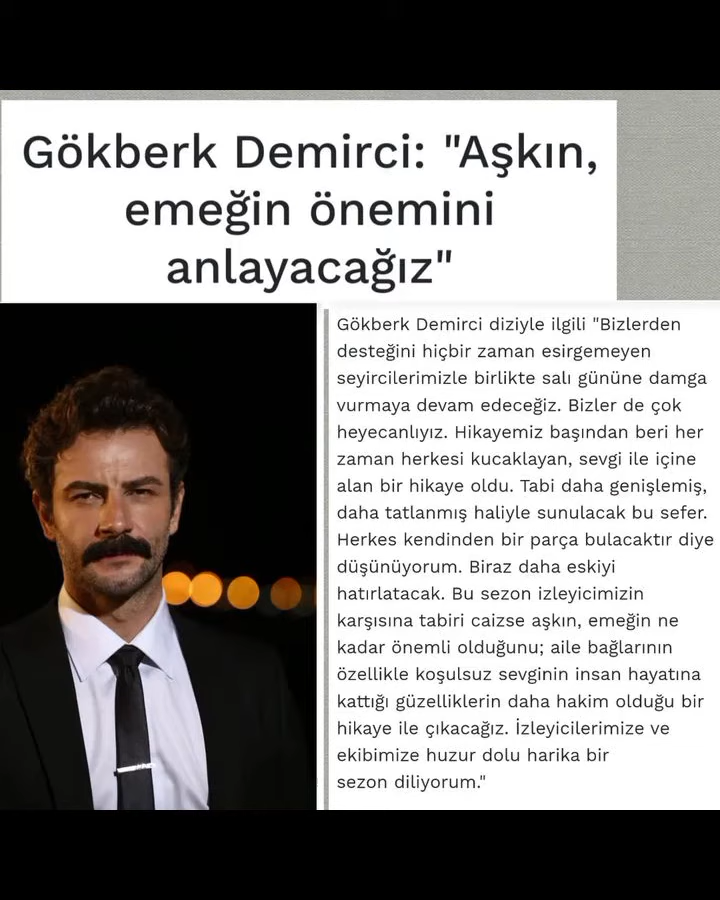 Gökberk Demirci: "Aşkın,
emeğin önemini
anlayacağız"
Gökberk Demirci diziyle ilgili "Bizlerden
desteğini hiçbir zaman esirgemeyen
seyircilerimizle birlikte salı gününe damga
vurmaya devam edeceğiz. Bizler de çok
heyecanlıyız. Hikayemiz başından beri her
zaman herkesi kucaklayan, sevgi ile içine
alan bir hikaye oldu. Tabi daha genişlemiş,
daha tatlanmış haliyle sunulacak bu sefer.
Herkes kendinden bir parça bulacaktır diye
düşünüyorum. Biraz daha eskiyi
hatırlatacak. Bu sezon izleyicimizin
karşısına tabiri caizse aşkın, emeğin ne
kadar önemli olduğunu; aile bağlarının
özellikle koşulsuz sevginin insan hayatına
kattığı güzelliklerin daha hakim olduğu bir
hikaye ile çıkacağız. İzleyicilerimize ve
ekibimize huzur dolu harika bir
sezon diliyorum."